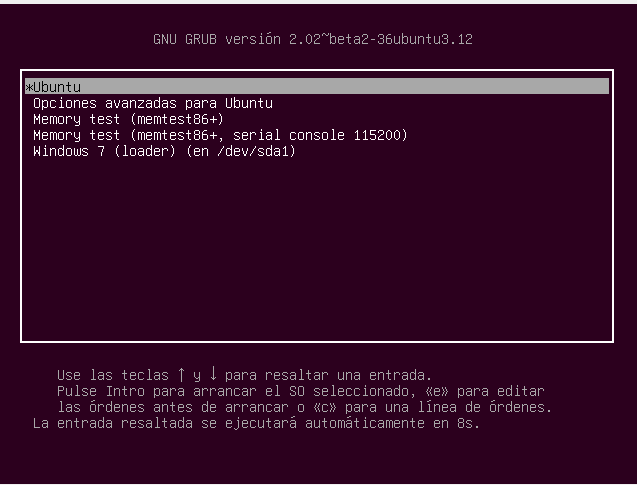 GNU GRUB versión 2.02~beta2-36ubuntu3.12
*Ubuntu
Opciones avanzadas para Ubuntu
Memory test (memtest86+)
Memory test (memtest86+, serial console 115200)
Windows 7 (loader) (en /dev/sda1)
Use las teclas ↑ y ↓ para resaltar una entrada.
Pulse Intro para arrancar el SO seleccionado, «e» para editar
las órdenes antes de arrancar o «c» para una línea de órdenes.
La entrada resaltada se ejecutará automáticamente en 8s.